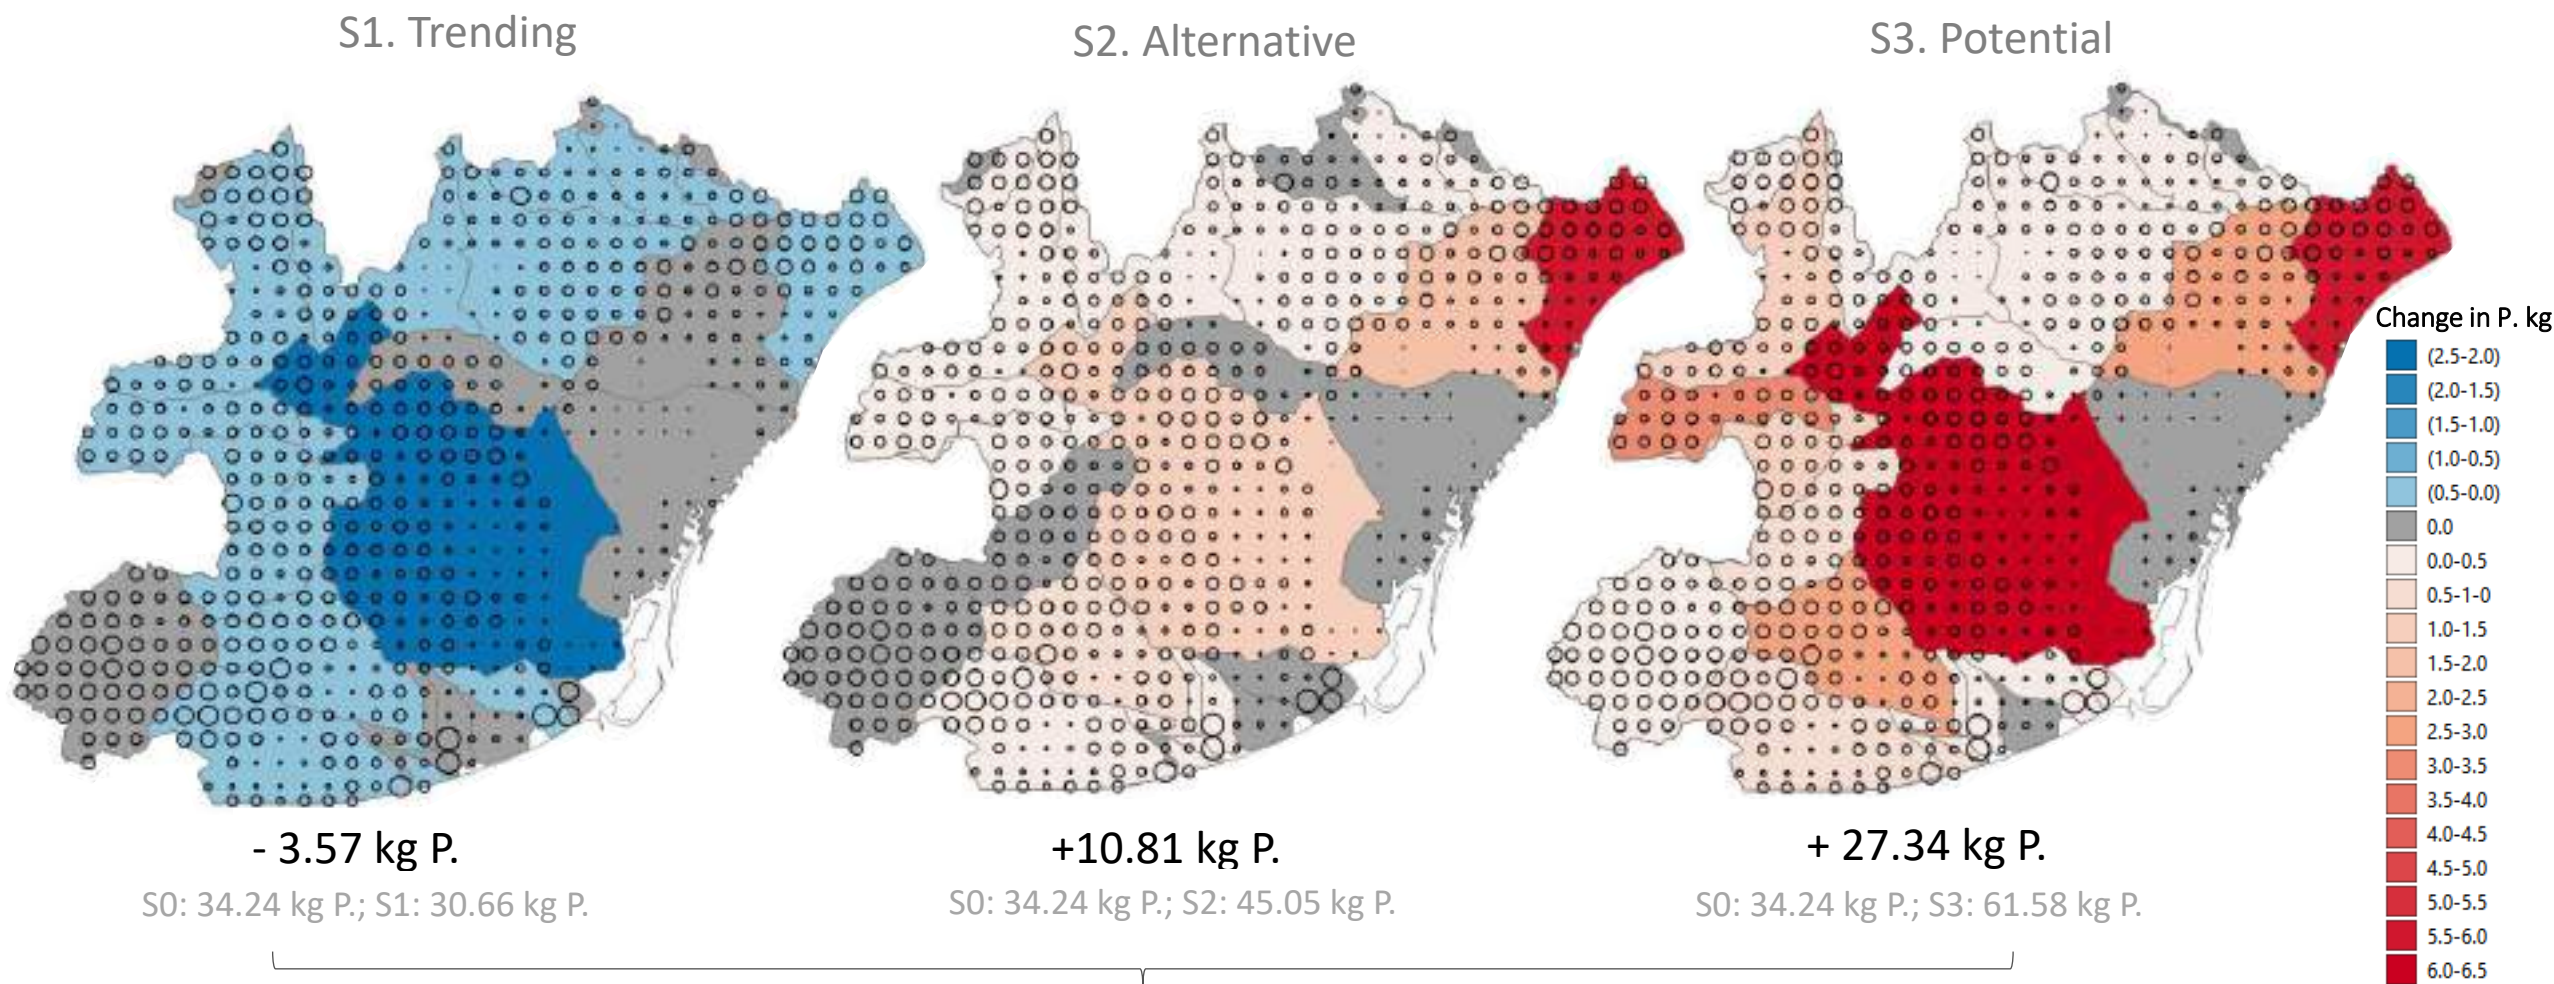 S1. Trending
S2. Alternative
S3. Potential
Change in P. kg
(2.5-2.0)
(2.0-1.5)
(1.5-1.0)
(1.0-0.5)
(0.5-0.0)
0.0
0.0-0.5
0.5-1-0
1.0-1.5
1.5-2.0
2.0-2.5
2.5-3.0
3.0-3.5
3.5-4.0
4.0-4.5
4.5-5.0
5.0-5.5
5.5-6.0
6.0-6.5
- 3.57 kg P.
+10.81 kg P.
+ 27.34 kg P.
S0: 34.24 kg P.; S1: 30.66 kg P.
S0: 34.24 kg P.; S2: 45.05 kg P.
S0: 34.24 kg P.; S3: 61.58 kg P.